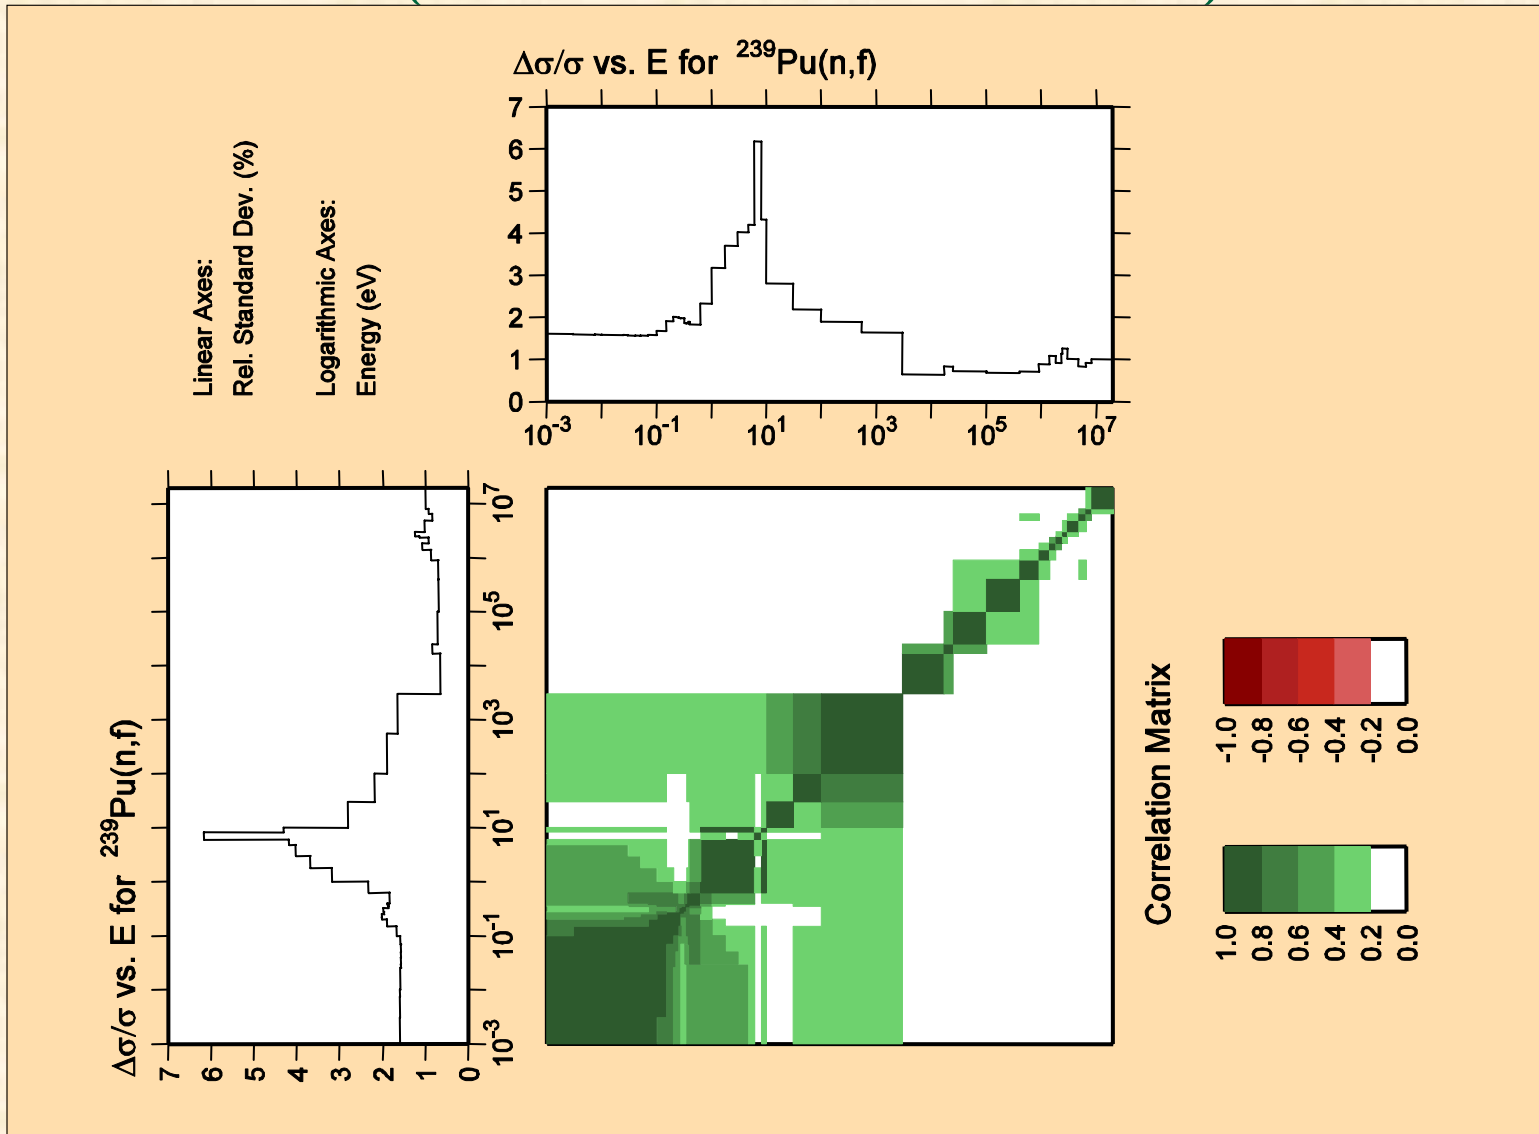 Δσ/σ vs. E for ²³⁹Pu(n,f)
7
6
5
4
3
2
1
0
10⁻³ 10⁻¹ 10¹ 10³ 10⁵ 10⁷
Linear Axes:
Rel. Standard Dev. (%)
Logarithmic Axes:
Energy (eV)
Δσ/σ vs. E for ²³⁹Pu(n,f)
10⁷
10⁵
10³
10¹
10⁻¹
10⁻³
7 6 5 4 3 2 1 0
Correlation Matrix
-1.0 -0.8 -0.6 -0.4 -0.2 0.0
1.0 0.8 0.6 0.4 0.2 0.0